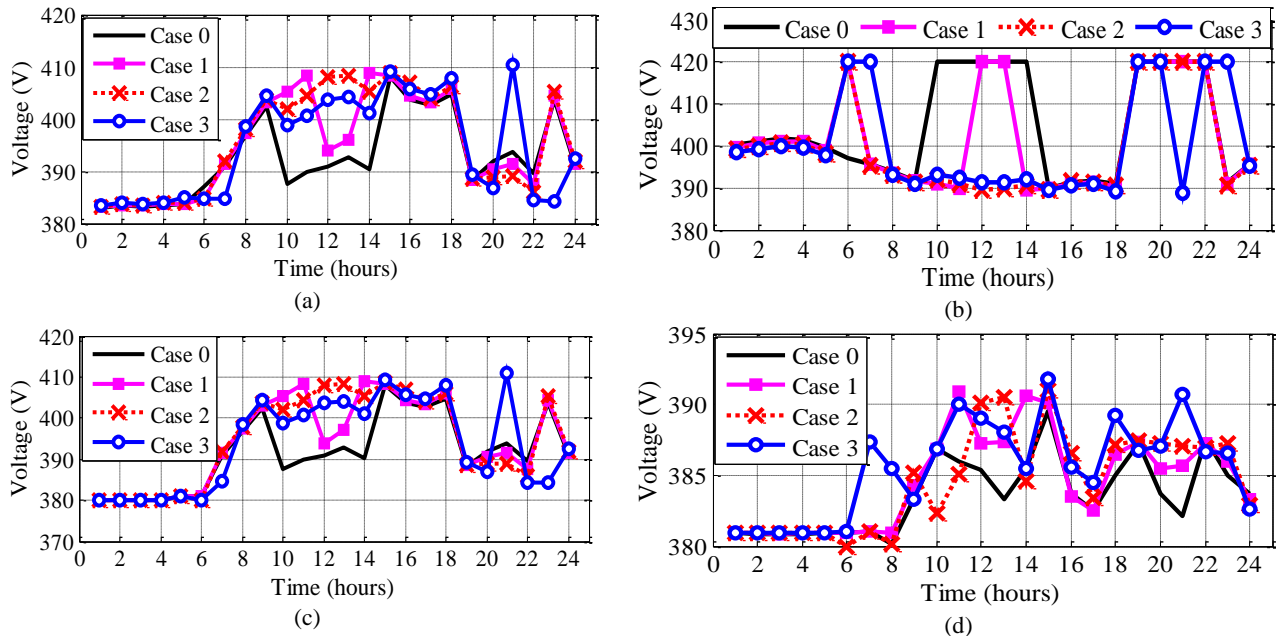 420
410
400
390
380
Voltage (V)
Case 0
Case 1
Case 2
Case 3
0 2 4 6 8 10 12 14 16 18 20 22 24
Time (hours)
(a)
430
420
400
390
380
Voltage (V)
Case 0 Case 1 Case 2 Case 3
0 2 4 6 8 10 12 14 16 18 20 22 24
Time (hours)
(b)
420
410
400
390
380
370
Voltage (V)
Case 0
Case 1
Case 2
Case 3
0 2 4 6 8 10 12 14 16 18 20 22 24
Time (hours)
(c)
395
390
385
380
Voltage (V)
Case 0
Case 1
Case 2
Case 3
0 2 4 6 8 10 12 14 16 18 20 22 24
Time (hours)
(d)